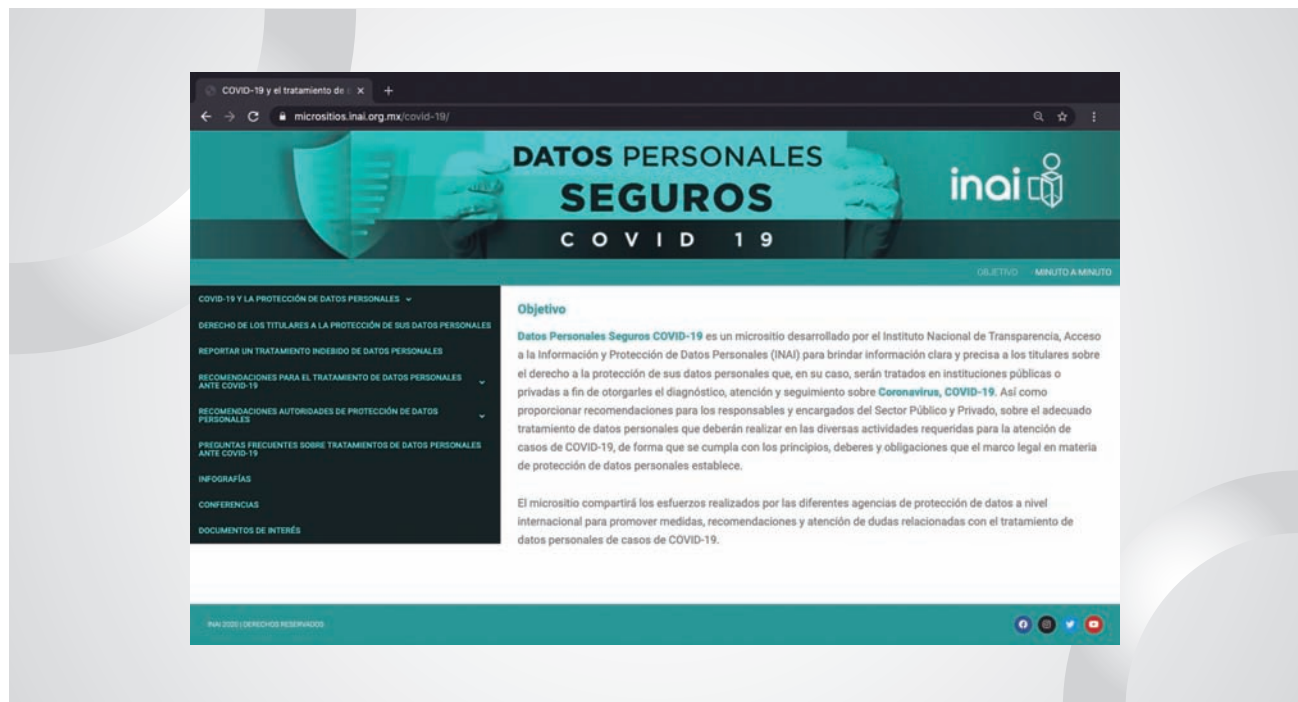 COVID-19 y el tratamiento de
micrositios.inai.org.mx/covid-19/
DATOS PERSONALES
SEGUROS
COVID 19
inai
OBJETIVO
MINUTO A MINUTO
COVID-19 Y LA PROTECCIÓN DE DATOS PERSONALES
DERECHO DE LOS TITULARES A LA PROTECCIÓN DE SUS DATOS PERSONALES
REPORTAR UN TRATAMIENTO INDEBIDO DE DATOS PERSONALES
RECOMENDACIONES PARA EL TRATAMIENTO DE DATOS PERSONALES
ANTE COVID-19
RECOMENDACIONES AUTORIDADES DE PROTECCIÓN DE DATOS
PERSONALES
PREGUNTAS FRECUENTES SOBRE TRATAMIENTOS DE DATOS PERSONALES
ANTE COVID-19
INFOGRAFÍAS
CONFERENCIAS
DOCUMENTOS DE INTERÉS
Objetivo
Datos Personales Seguros COVID-19 es un micrositio desarrollado por el Instituto Nacional de Transparencia, Acceso
a la Información y Protección de Datos Personales (INAI) para brindar información clara y precisa a los titulares sobre
el derecho a la protección de sus datos personales que, en su caso, serán tratados en instituciones públicas o
privadas a fin de otorgarles el diagnóstico, atención y seguimiento sobre Coronavirus, COVID-19. Así como
proporcionar recomendaciones para los responsables y encargados del Sector Público y Privado, sobre el adecuado
tratamiento de datos personales que deberán realizar en las diversas actividades requeridas para la atención de
casos de COVID-19, de forma que se cumpla con los principios, deberes y obligaciones que el marco legal en materia
de protección de datos personales establece.
El micrositio compartirá los esfuerzos realizados por las diferentes agencias de protección de datos a nivel
internacional para promover medidas, recomendaciones y atención de dudas relacionadas con el tratamiento de
datos personales de casos de COVID-19.
INAI 2020 | DERECHOS RESERVADOS